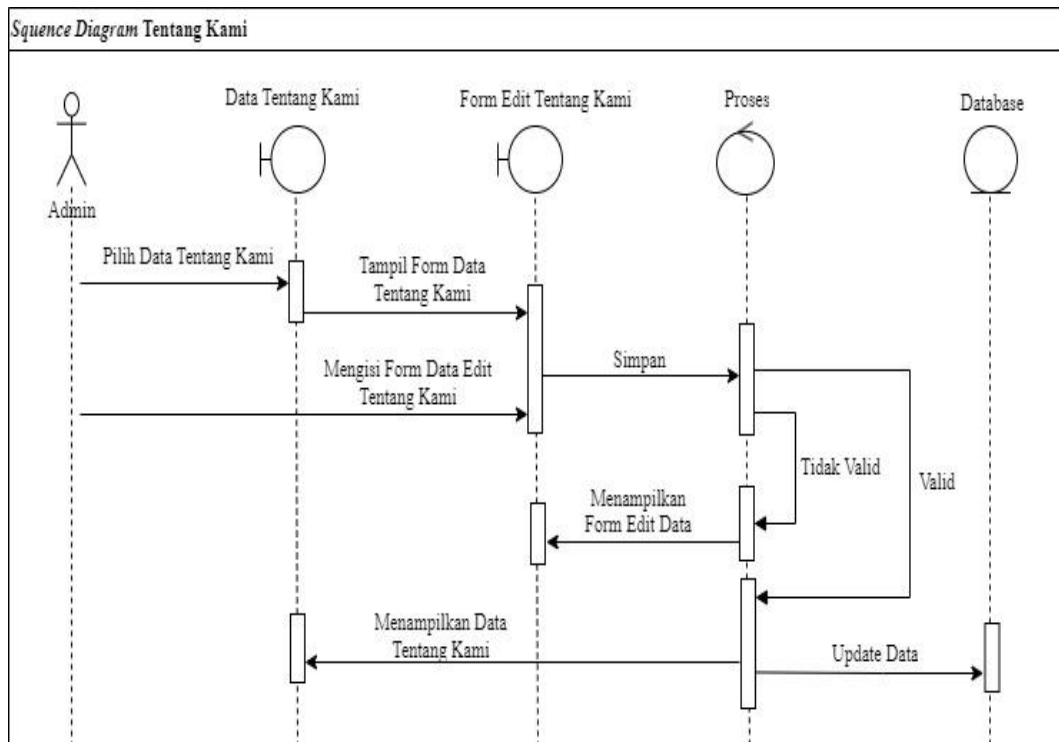 Squence Diagram Tentang Kami
Data Tentang Kami
Form Edit Tentang Kami
Proses
Database
Admin
Pilih Data Tentang Kami
Tampil Form Data
Tentang Kami
Mengisi Form Data Edit
Tentang Kami
Simpan
Tidak Valid
Valid
Menampilkan
Form Edit Data
Menampilkan Data
Tentang Kami
Update Data